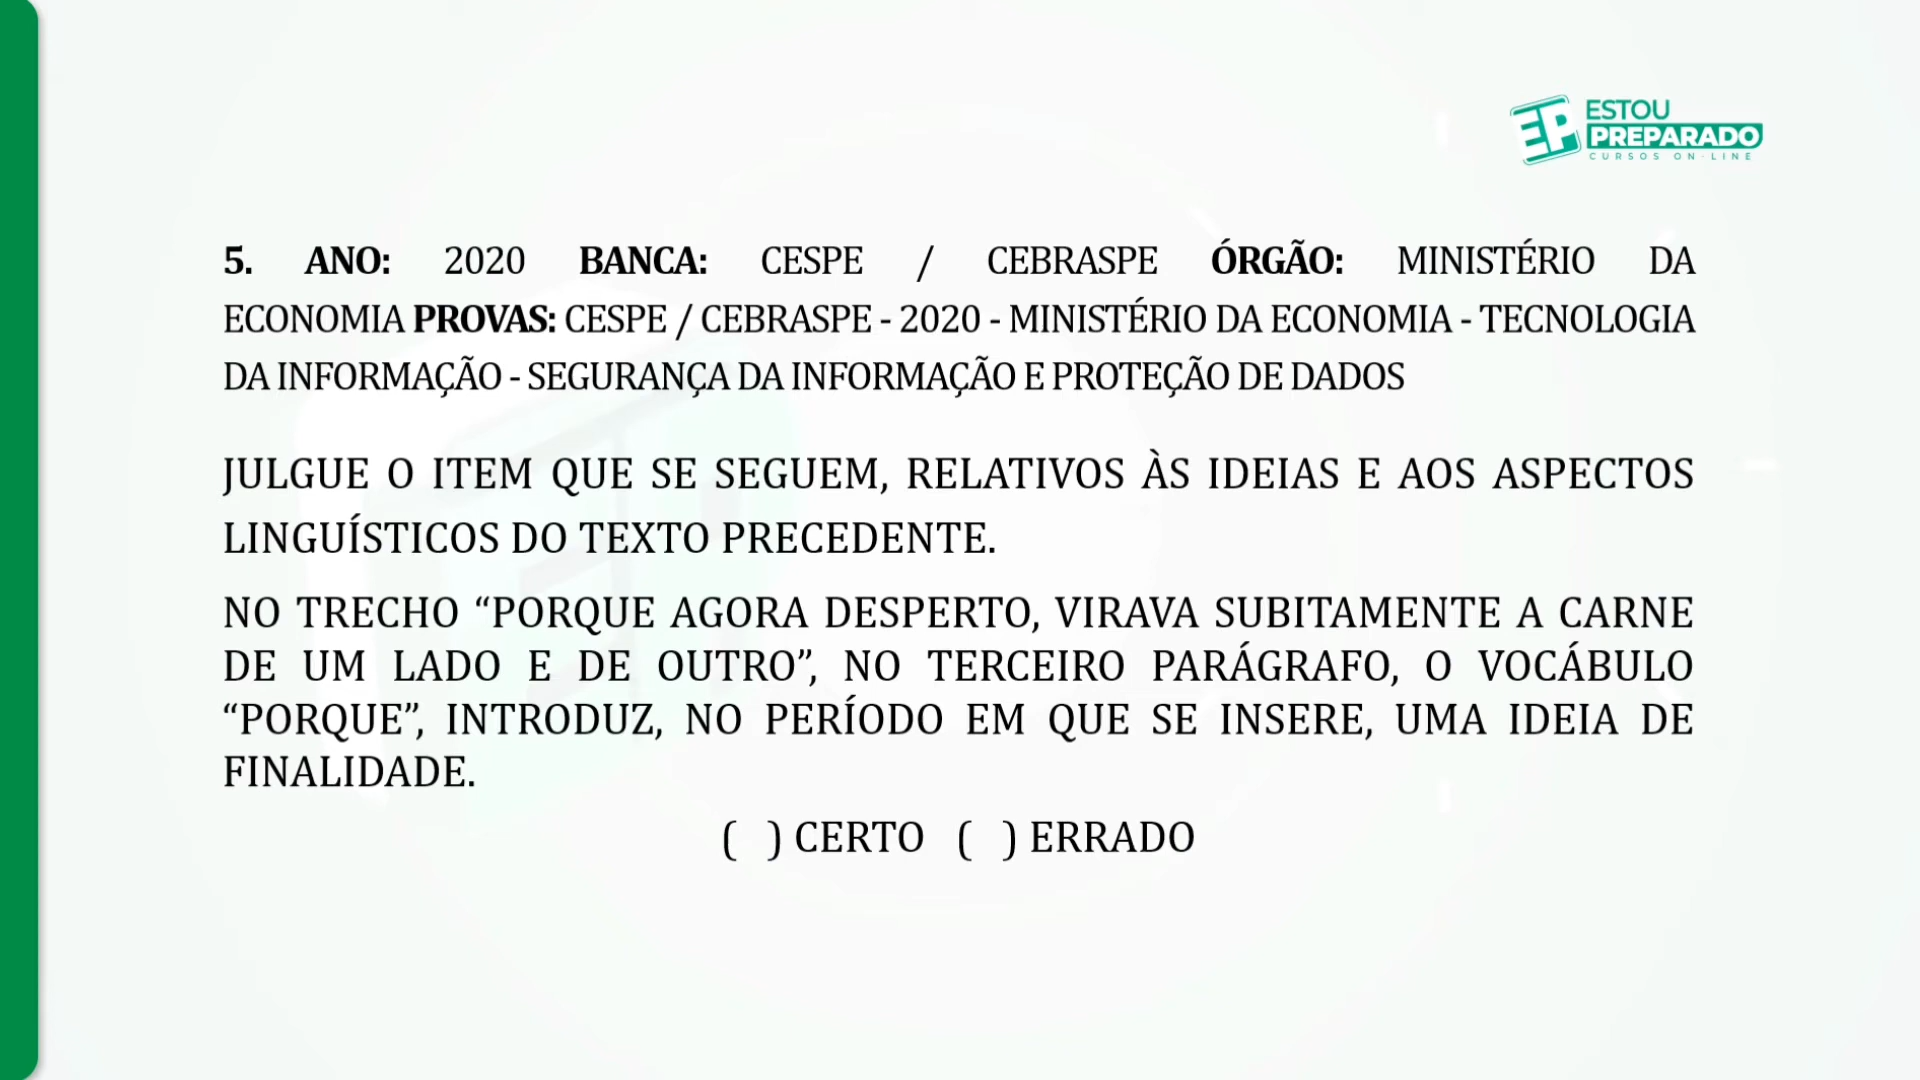 ESTOU
EP PREPARADO
CURSOS ON-LINE
5. ANO: 2020 BANCA: CESPE / CEBRASPE ÓRGÃO: MINISTÉRIO DA
ECONOMIA PROVAS: CESPE / CEBRASPE - 2020 - MINISTÉRIO DA ECONOMIA - TECNOLOGIA
DA INFORMAÇÃO - SEGURANÇA DA INFORMAÇÃO E PROTEÇÃO DE DADOS
JULGUE O ITEM QUE SE SEGUEM, RELATIVOS ÀS IDEIAS E AOS ASPECTOS
LINGUÍSTICOS DO TEXTO PRECEDENTE.
NO TRECHO “PORQUE AGORA DESPERTO, VIRAVA SUBITAMENTE A CARNE
DE UM LADO E DE OUTRO”, NO TERCEIRO PARÁGRAFO, O VOCÁBULO
“PORQUE”, INTRODUZ, NO PERÍODO EM QUE SE INSERE, UMA IDEIA DE
FINALIDADE.
( ) CERTO ( ) ERRADO